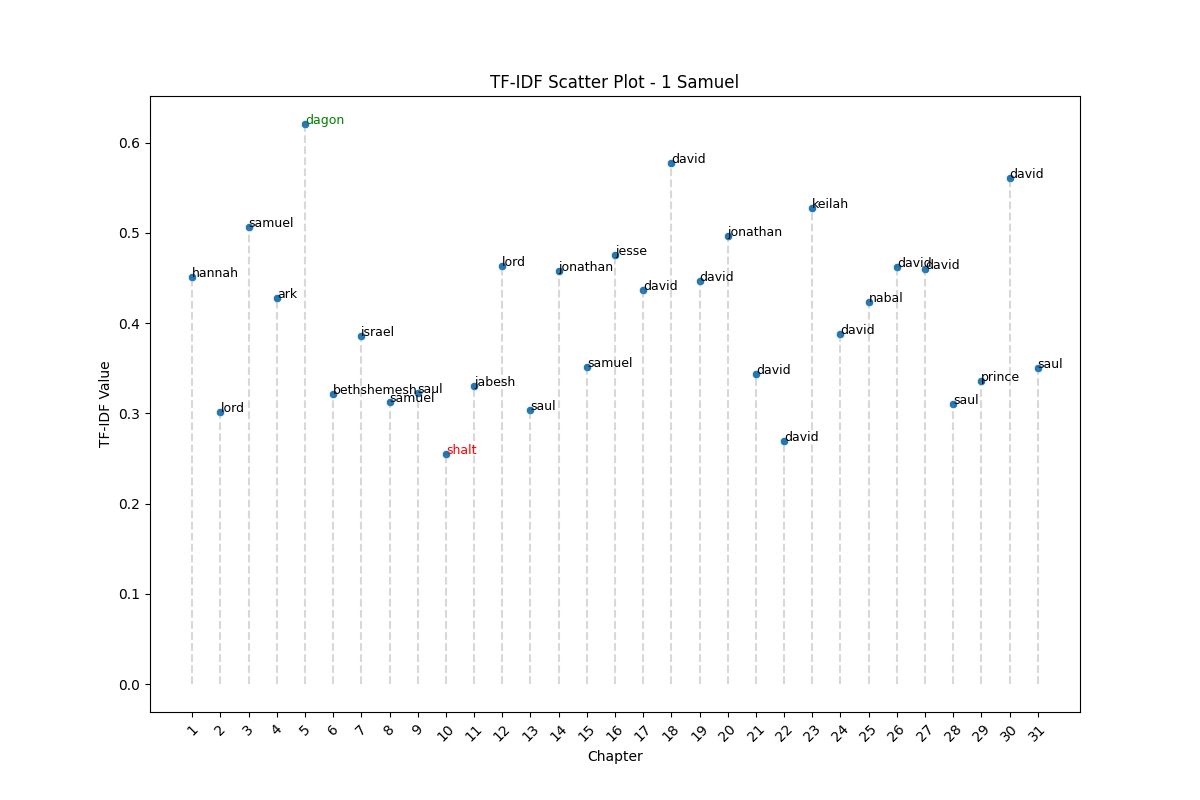 TF-IDF Scatter Plot - 1 Samuel
TF-IDF Value
0.6
0.5
0.4
0.3
0.2
0.1
0.0
hannah
lord
samuel
ark
dagon
bethshemesh
israel
samuel
saul
shalt
jabesh
lord
saul
jonathan
samuel
jesse
david
david
david
jonathan
david
david
keilah
david
nabal
david
david
saul
prince
david
saul
1 2 3 4 5 6 7 8 9 10 11 12 13 14 15 16 17 18 19 20 21 22 23 24 25 26 27 28 29 30 31
Chapter